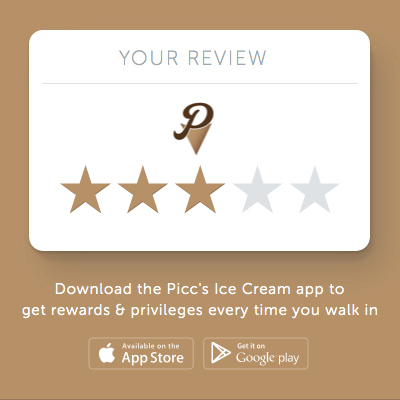 YOUR REVIEW
P
Download the Picc's Ice Cream app to
get rewards & privileges every time you walk in
Available on the
App Store
Get it on
Google play